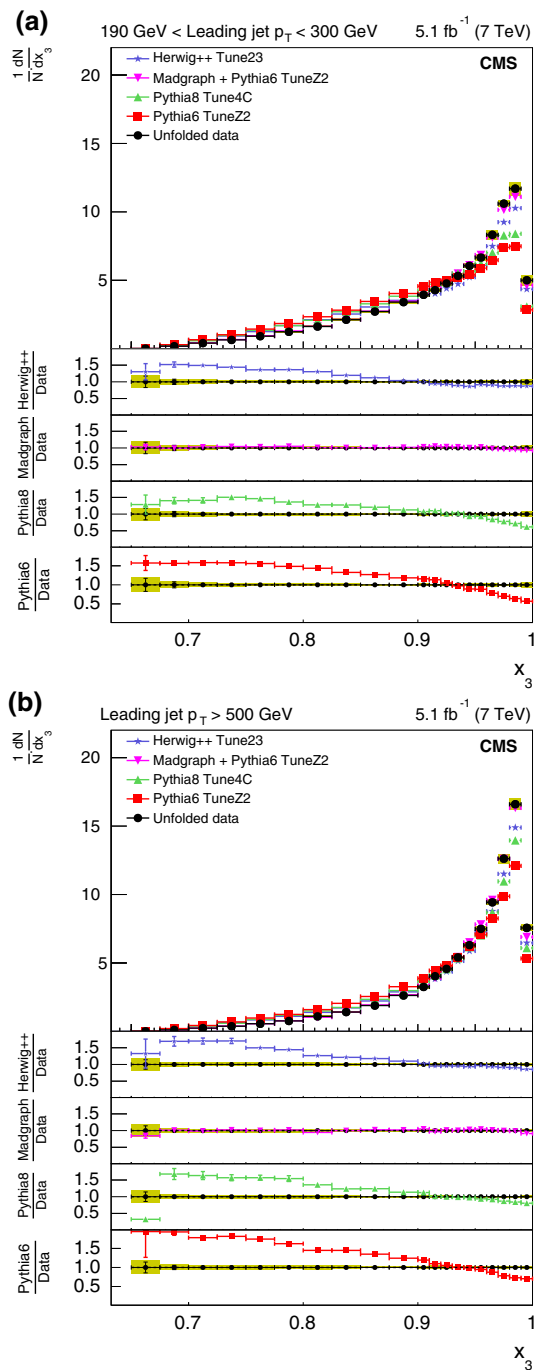 (a)
190 GeV < Leading jet p_T < 300 GeV 5.1 fb^-1 (7 TeV)
1 dN
N dx_3
CMS
Herwig++ Tune23
Madgraph + Pythia6 TuneZ2
Pythia8 Tune4C
Pythia6 TuneZ2
Unfolded data
20
15
10
5
Herwig++
Data
1.5
1.0
0.5
Madgraph
Data
1.5
1.0
0.5
Pythia8
Data
1.5
1.0
0.5
Pythia6
Data
1.5
1.0
0.5
0.7 0.8 0.9 1
x_3
(b)
Leading jet p_T > 500 GeV 5.1 fb^-1 (7 TeV)
1 dN
N dx_3
CMS
Herwig++ Tune23
Madgraph + Pythia6 TuneZ2
Pythia8 Tune4C
Pythia6 TuneZ2
Unfolded data
20
15
10
5
Herwig++
Data
1.5
1.0
0.5
Madgraph
Data
1.5
1.0
0.5
Pythia8
Data
1.5
1.0
0.5
Pythia6
Data
1.5
1.0
0.5
0.7 0.8 0.9 1
x_3